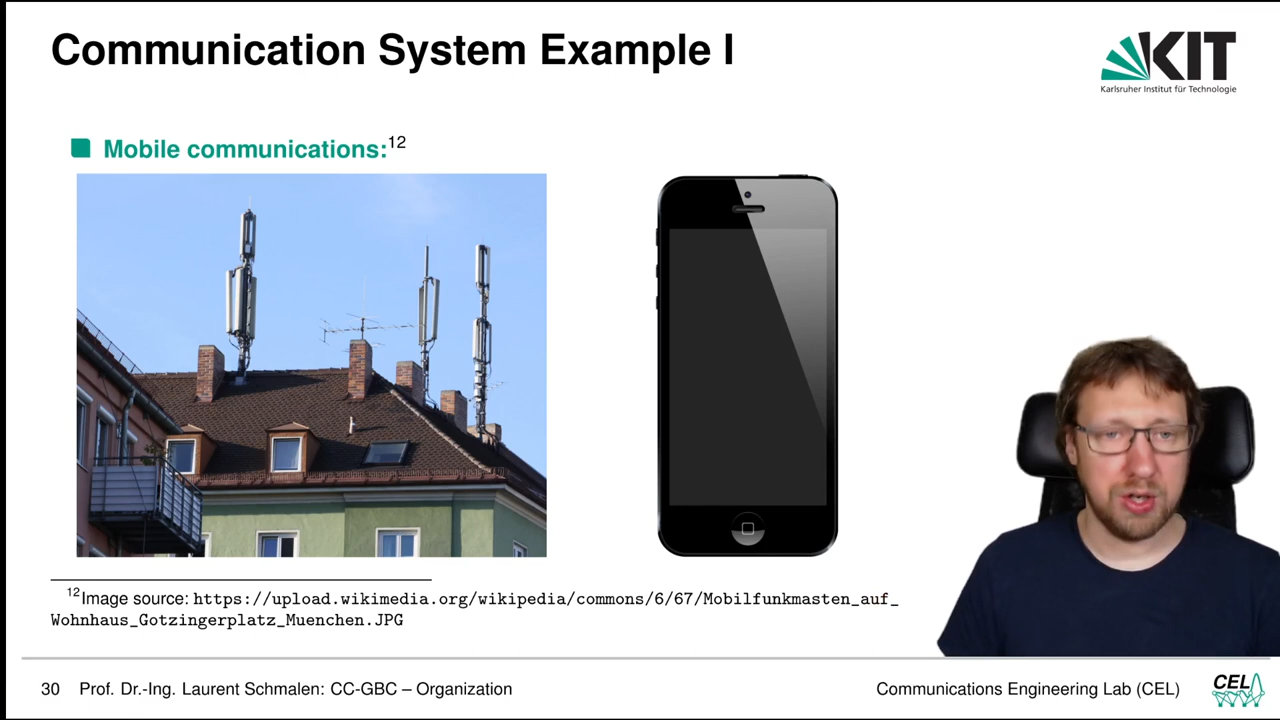 Communication System Example I
KIT
Karlsruher Institut für Technologie
Mobile communications:12
12Image source: https://upload.wikimedia.org/wikipedia/commons/6/67/Mobilfunkmasten_auf_
Wohnhaus_Gotzingerplatz_Muenchen.JPG
30 Prof. Dr.-Ing. Laurent Schmalen: CC-GBC – Organization
Communications Engineering Lab (CEL)
CEL